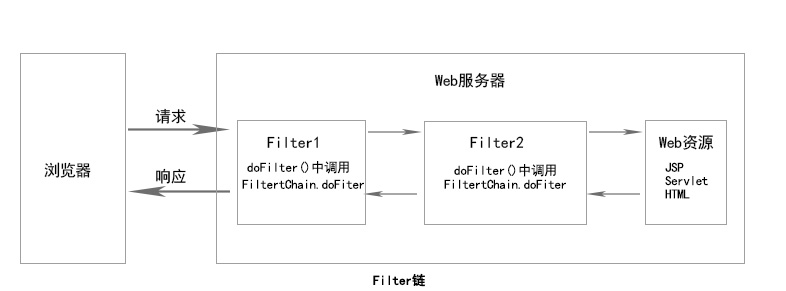 Web服务器
请求
浏览器
响应
Filter1
doFilter()中调用
FiltertChain.doFiter
Filter2
doFilter()中调用
FiltertChain.doFiter
Web资源
JSP
Servlet
HTML
Filter链